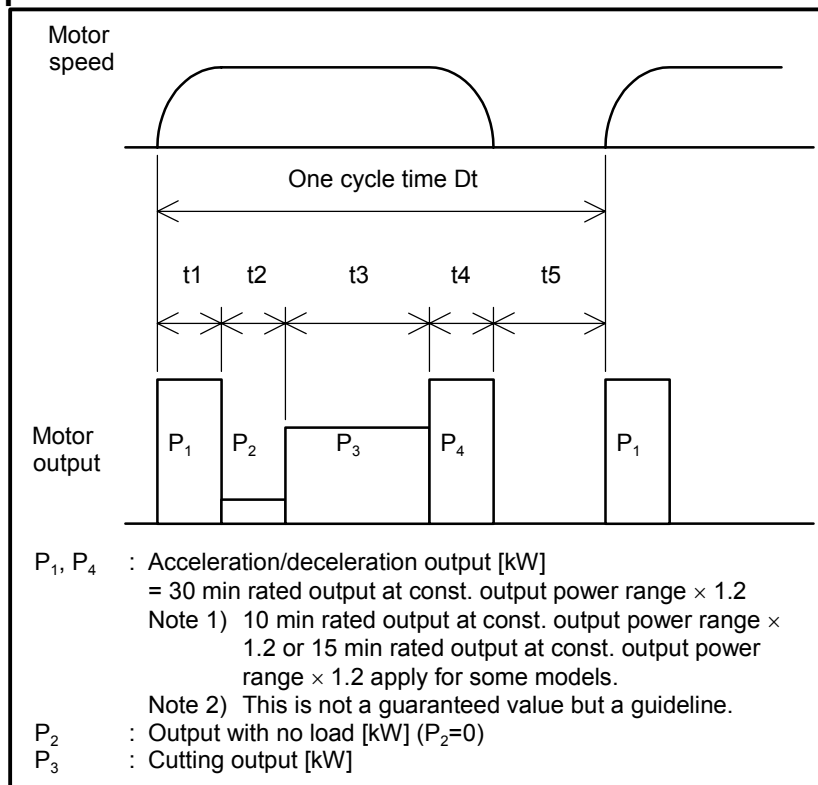 Motor
speed
One cycle time Dt
t1 t2 t3 t4 t5
Motor
output
P₁ P₂ P₃ P₄ P₁
P₁, P₄ : Acceleration/deceleration output [kW]
= 30 min rated output at const. output power range × 1.2
Note 1) 10 min rated output at const. output power range ×
1.2 or 15 min rated output at const. output power
range × 1.2 apply for some models.
Note 2) This is not a guaranteed value but a guideline.
P₂ : Output with no load [kW] (P₂=0)
P₃ : Cutting output [kW]